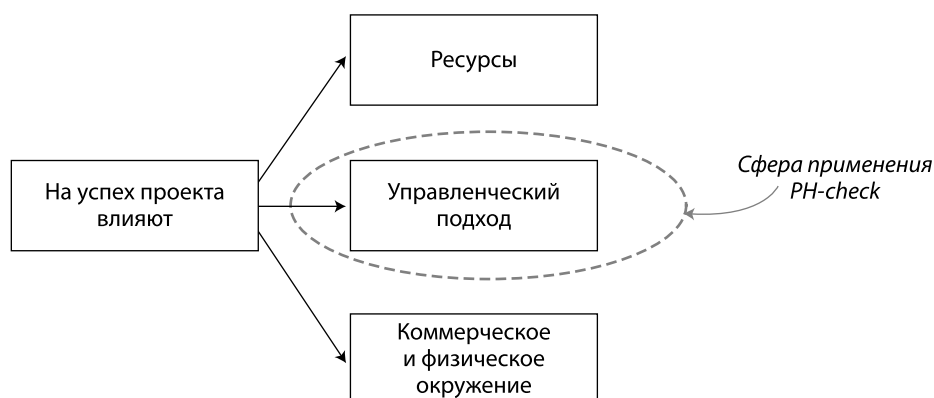 Ресурсы
На успех проекта
влияют
Управленческий
подход
Сфера применения
PH-check
Коммерческое
и физическое
окружение